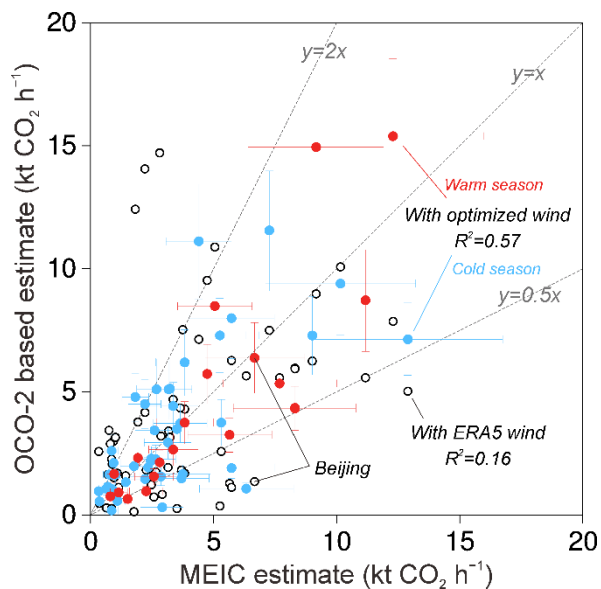 20
15
10
5
0
0
5
10
15
20
OCO-2 based estimate (kt CO₂ h⁻¹)
MEIC estimate (kt CO₂ h⁻¹)
y=2x
y=x
Warm season
With optimized wind
R²=0.57
Cold season
y=0.5x
With ERA5 wind
R²=0.16
Beijing